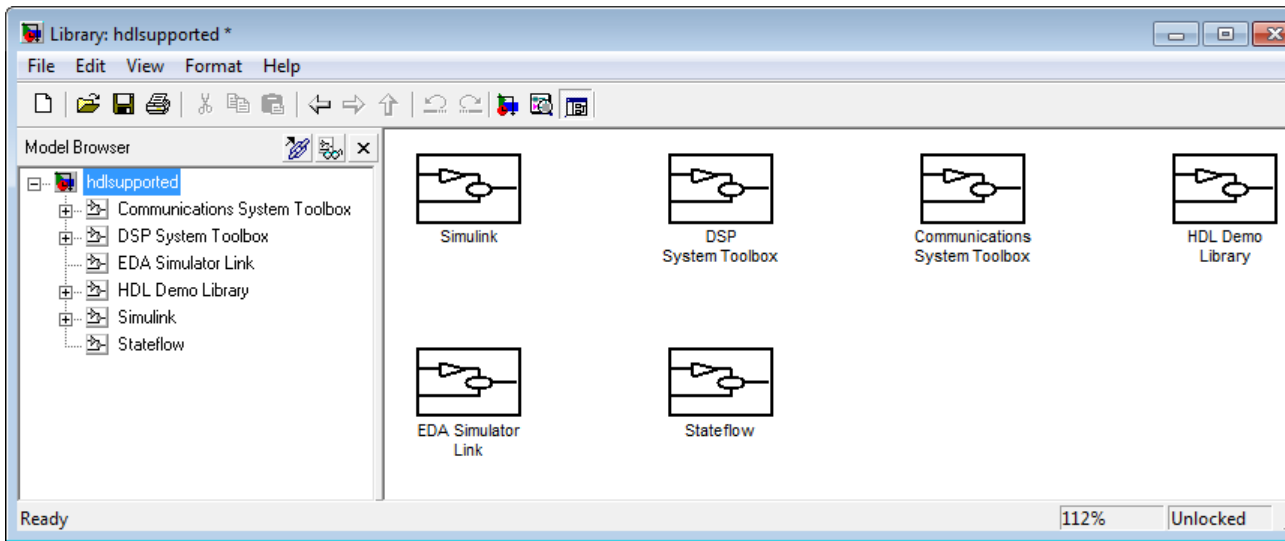 Library: hdlsupported *
File Edit View Format Help
Model Browser
hdlsupported
Communications System Toolbox
DSP System Toolbox
EDA Simulator Link
HDL Demo Library
Simulink
Stateflow
Simulink
DSP
System Toolbox
Communications
System Toolbox
HDL Demo
Library
EDA Simulator
Link
Stateflow
Ready
112%
Unlocked